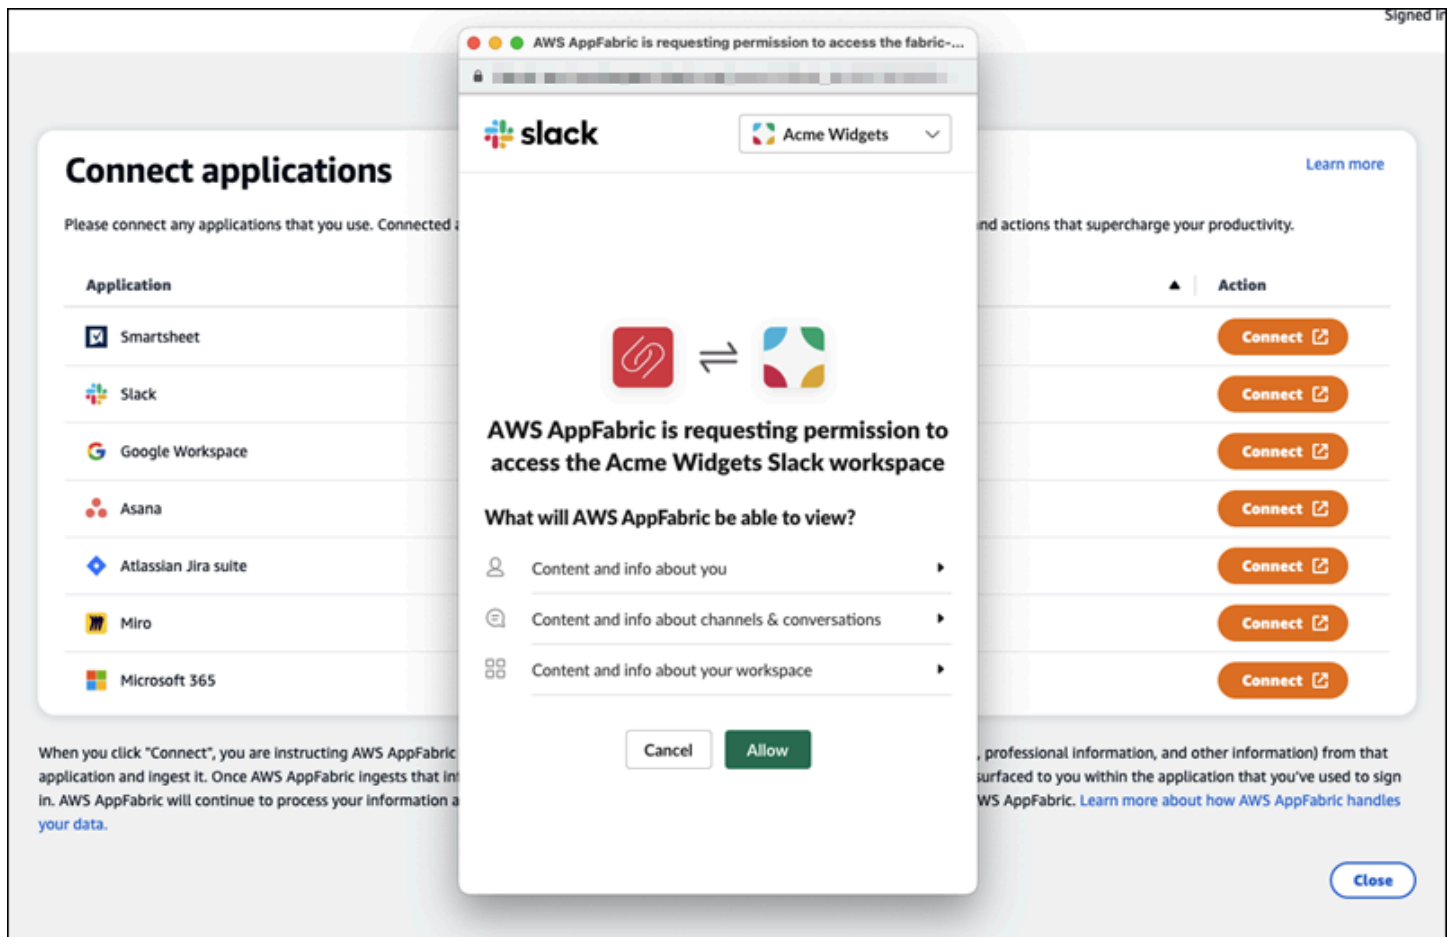 Signed in
AWS AppFabric is requesting permission to access the fabric-...
slack
Acme Widgets
Connect applications
Learn more
Please connect any applications that you use. Connected
and actions that supercharge your productivity.
Application
Action
Smartsheet
Connect
Slack
Connect
Google Workspace
Connect
Asana
Connect
Atlassian Jira suite
Connect
Miro
Connect
Microsoft 365
Connect
AWS AppFabric is requesting permission to
access the Acme Widgets Slack workspace
What will AWS AppFabric be able to view?
Content and info about you
Content and info about channels & conversations
Content and info about your workspace
Cancel
Allow
When you click "Connect", you are instructing AWS AppFabric
, professional information, and other information) from that
application and ingest it. Once AWS AppFabric ingests that
surfaced to you within the application that you've used to sign
in. AWS AppFabric will continue to process your information
AWS AppFabric. Learn more about how AWS AppFabric handles
your data.
Close